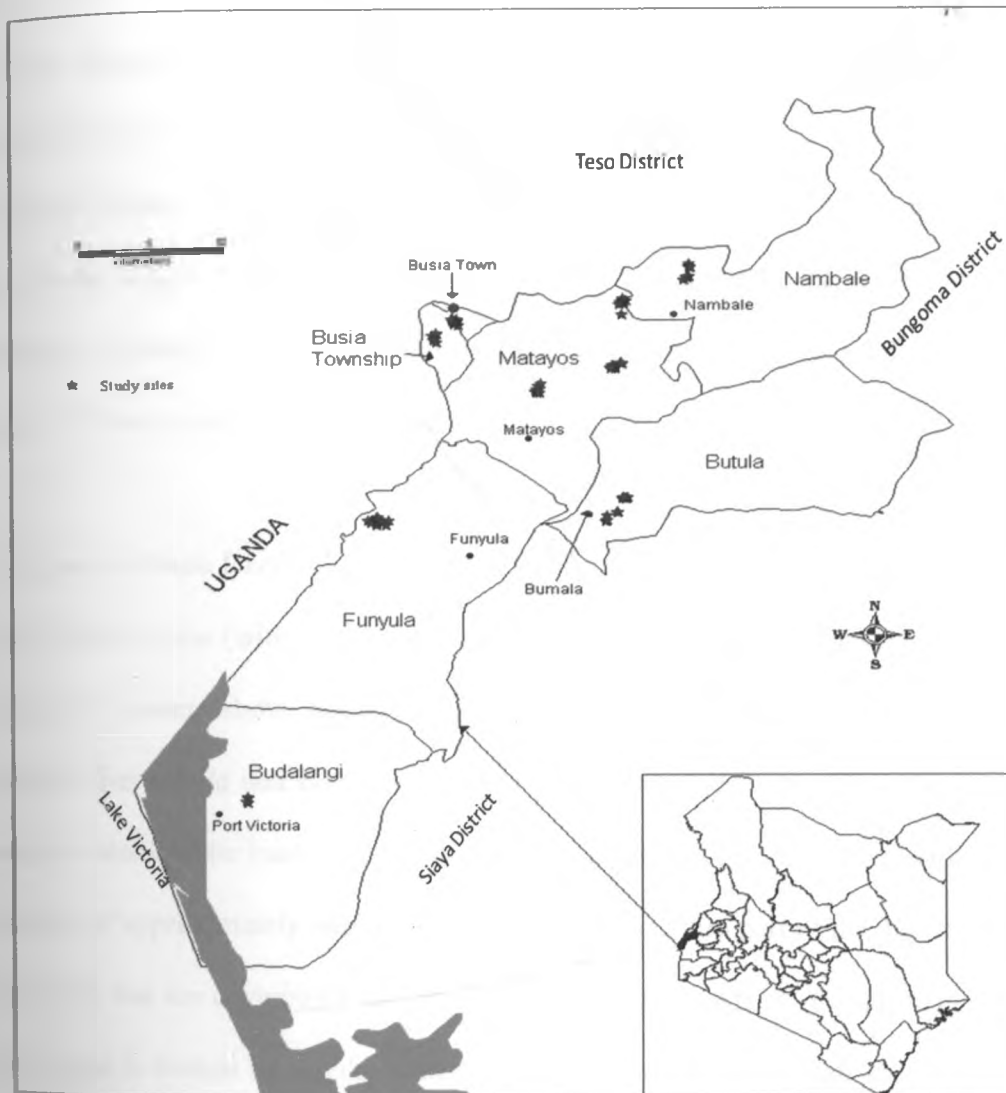 Teso District
Busia Town
Nambale
Nambale
Bungoma District
Busia
Township
Matayos
Study sites
Matayos
Butula
UGANDA
Funyula
Bumala
Funyula
N
W
E
S
Budalangi
Port Victoria
Lake Victoria
Siaya District